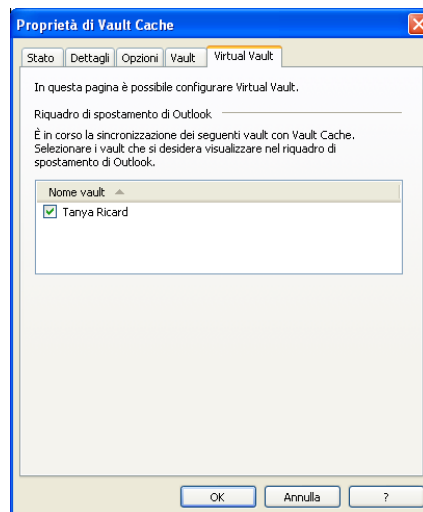 Proprietà di Vault Cache
Stato Dettagli Opzioni Vault Virtual Vault
In questa pagina è possibile configurare Virtual Vault.
Riquadro di spostamento di Outlook
È in corso la sincronizzazione dei seguenti vault con Vault Cache.
Selezionare i vault che si desidera visualizzare nel riquadro di
spostamento di Outlook.
Nome vault
Tanya Ricard
OK Annulla ?